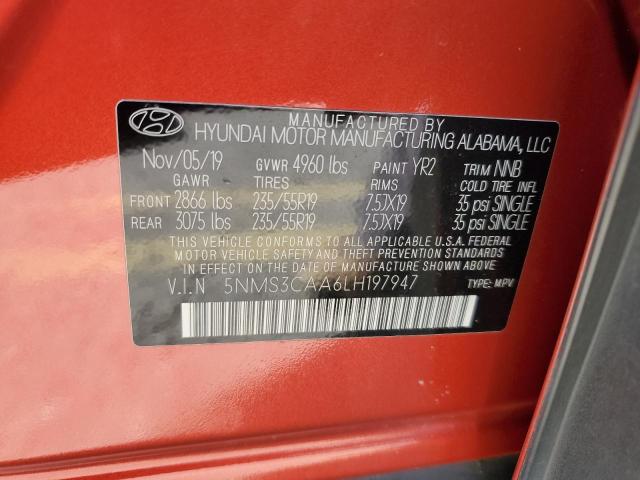 MANUFACTURED BY
HYUNDAI MOTOR MANUFACTURING ALABAMA, LLC
Nov/05/19 GVWR 4960 lbs PAINT YR2 TRIM NNB
GAWR TIRES RIMS COLD TIRE INFL
FRONT 2866 lbs 235/55R19 7.5JX19 35 psi SINGLE
REAR 3075 lbs 235/55R19 7.5JX19 35 psi SINGLE
THIS VEHICLE CONFORMS TO ALL APPLICABLE U.S.A. FEDERAL
MOTOR VEHICLE SAFETY AND THEFT PREVENTION STANDARDS
IN EFFECT ON THE DATE OF MANUFACTURE SHOWN ABOVE.
V.I.N 5NMS3CAA6LH197947 TYPE: MPV